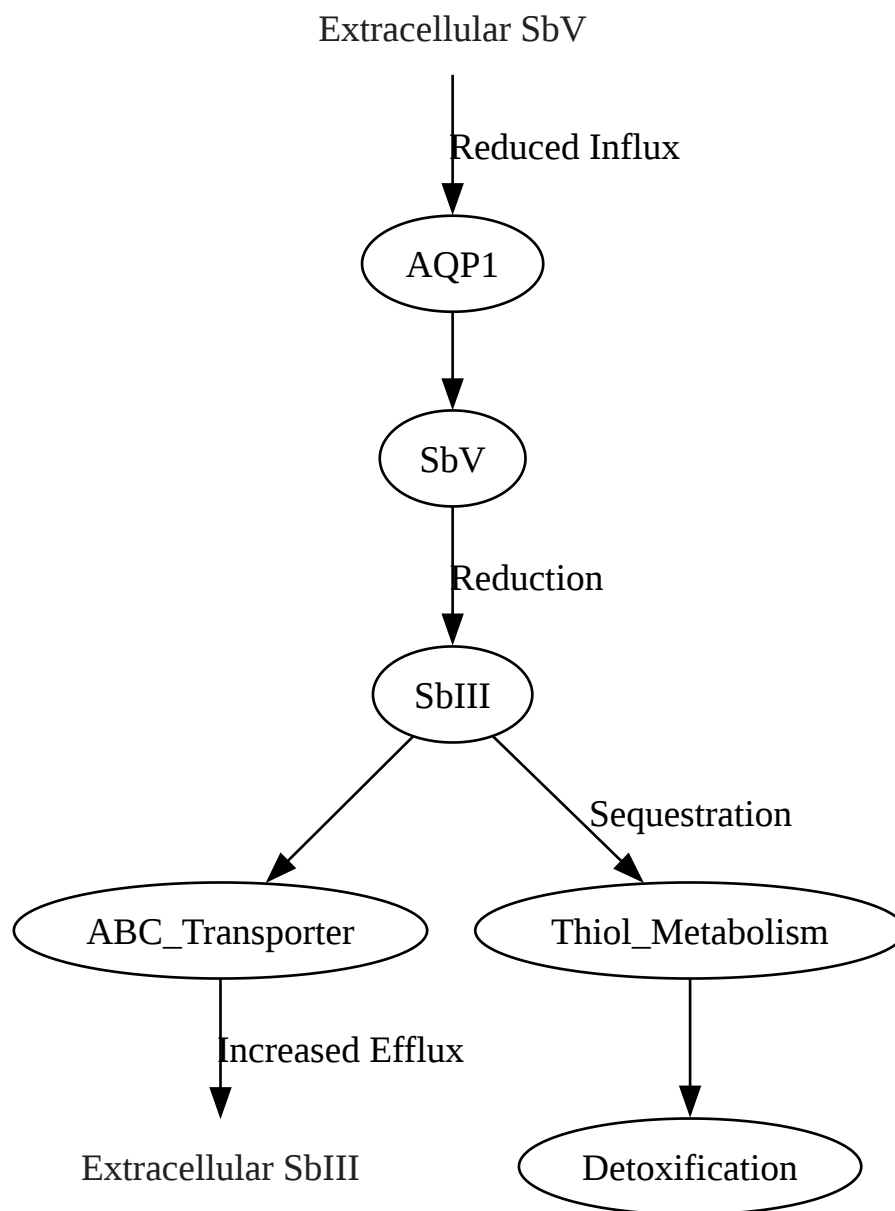 Extracellular SbV
Reduced Influx
AQP1
SbV
Reduction
SbIII
Sequestration
ABC_Transporter
Thiol_Metabolism
Increased Efflux
Extracellular SbIII
Detoxification